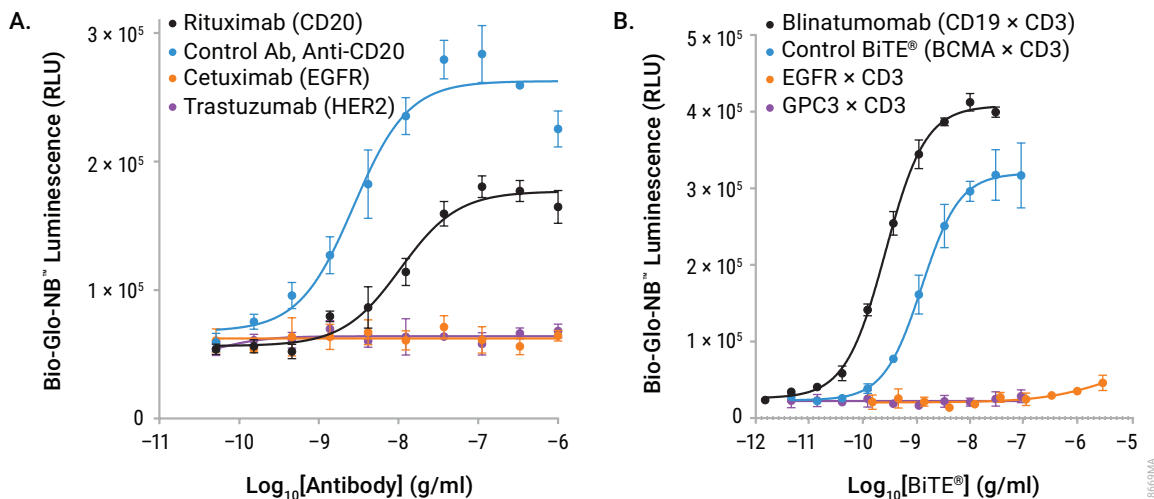 A.
Rituximab (CD20)
Control Ab, Anti-CD20
Cetuximab (EGFR)
Trastuzumab (HER2)
Bio-Glo-NB™ Luminescence (RLU)
3 × 10⁵
2 × 10⁵
1 × 10⁵
0
−11
−10
−9
−8
−7
−6
Log₁₀[Antibody] (g/ml)
B.
Blinatumomab (CD19 × CD3)
Control BiTE® (BCMA × CD3)
EGFR × CD3
GPC3 × CD3
Bio-Glo-NB™ Luminescence (RLU)
5 × 10⁵
4 × 10⁵
3 × 10⁵
2 × 10⁵
1 × 10⁵
0
−12
−11
−10
−9
−8
−7
−6
−5
Log₁₀[BiTE®] (g/ml)
8669MA